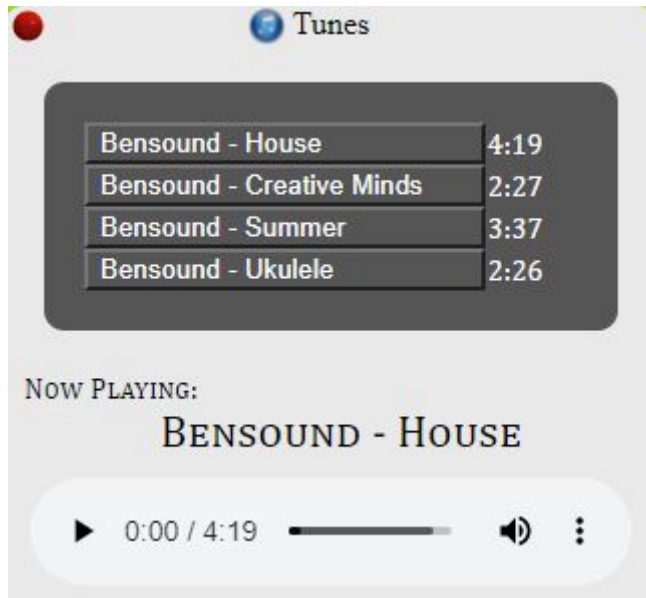 Tunes
Bensound - House 4:19
Bensound - Creative Minds 2:27
Bensound - Summer 3:37
Bensound - Ukulele 2:26
Now Playing:
Bensound - House
0:00 / 4:19